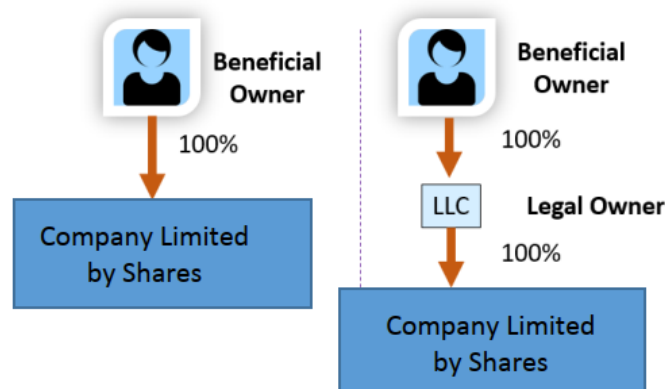 Beneficial
Owner
100%
Company Limited
by Shares
Beneficial
Owner
100%
LLC
Legal Owner
100%
Company Limited
by Shares